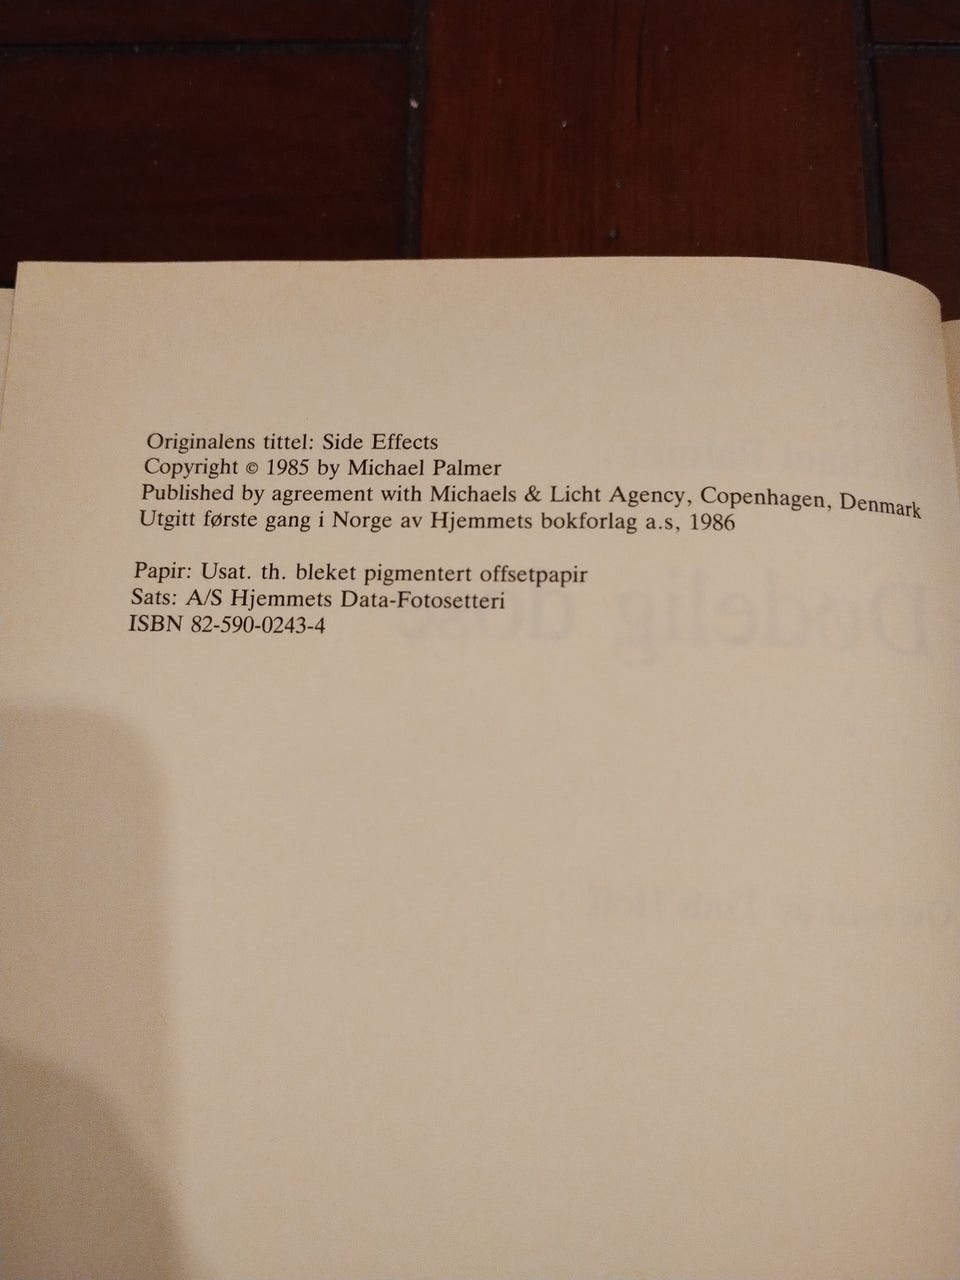 Originalens tittel: Side Effects
Copyright © 1985 by Michael Palmer
Published by agreement with Michaels & Licht Agency, Copenhagen, Denmark
Utgitt første gang i Norge av Hjemmets bokforlag a.s, 1986
Papir: Usat. th. bleket pigmentert offsetpapir
Sats: A/S Hjemmets Data-Fotosetteri
ISBN 82-590-0243-4
Dødelig dose